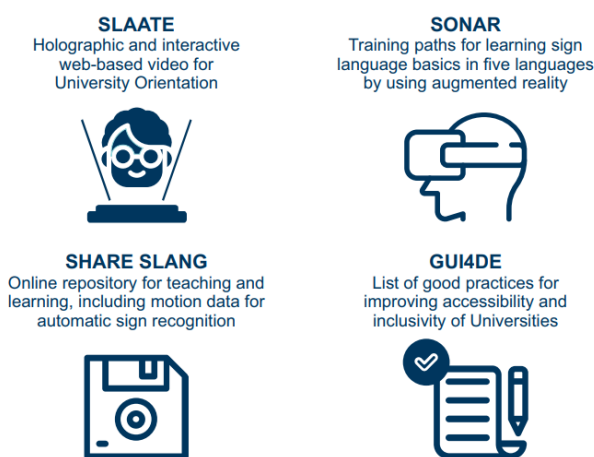 SLAATE
Holographic and interactive
web-based video for
University Orientation
SONAR
Training paths for learning sign
language basics in five languages
by using augmented reality
SHARE SLANG
Online repository for teaching and
learning, including motion data for
automatic sign recognition
GUI4DE
List of good practices for
improving accessibility and
inclusivity of Universities